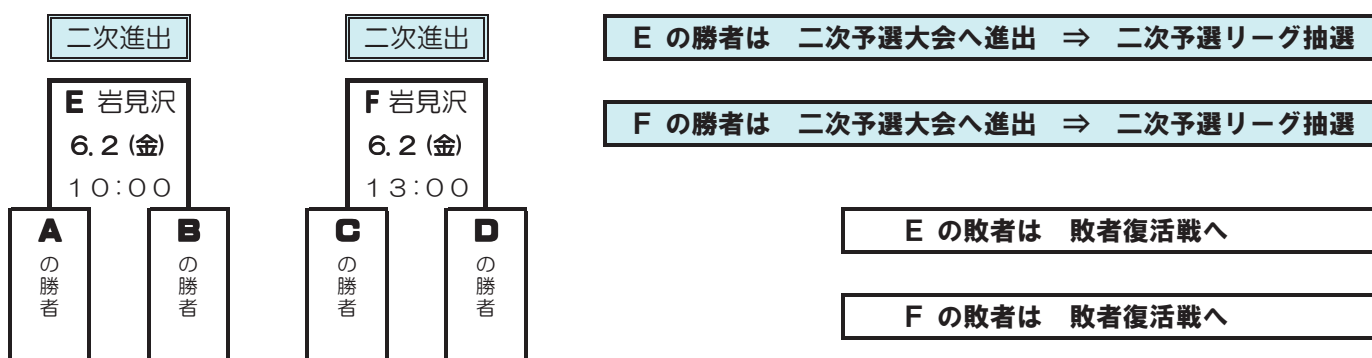 二次進出
E 岩見沢
6.2 (金)
10:00
Aの勝者
Bの勝者
二次進出
F 岩見沢
6.2 (金)
13:00
Cの勝者
Dの勝者
E の勝者は 二次予選大会へ進出 ⇒ 二次予選リーグ抽選
F の勝者は 二次予選大会へ進出 ⇒ 二次予選リーグ抽選
E の敗者は 敗者復活戦へ
F の敗者は 敗者復活戦へ